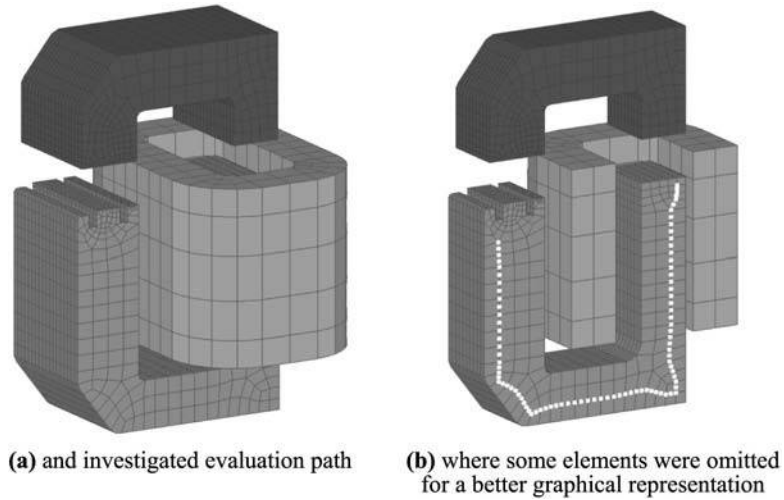 (a) and investigated evaluation path
(b) where some elements were omitted
for a better graphical representation